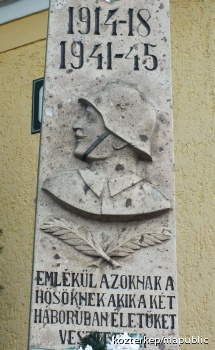 1914-18
1941-45
EMLÉKÜL AZOKNAK A
HŐSÖKNEK AKIK A KÉT
HÁBORÚBAN ÉLETÜKET
kozterkep/mapublic